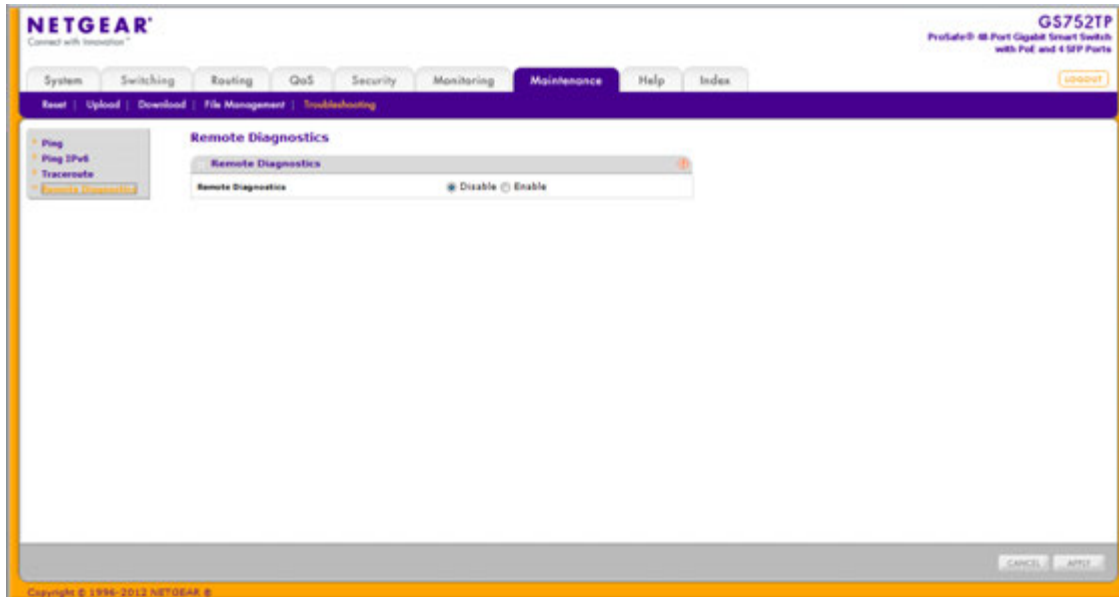 NETGEAR®
Connect with Innovation™
GS752TP
ProSafe® 48-Port Gigabit Smart Switch
with PoE and 4 SFP Ports
System Switching Routing QoS Security Monitoring Maintenance Help Index
LOGOUT
Reset | Upload | Download | File Management | Troubleshooting
Ping
Ping IPv6
Traceroute
Remote Diagnostics
Remote Diagnostics
Remote Diagnostics
Remote Diagnostics Disable Enable
CANCEL APPLY
Copyright © 1996-2012 NETGEAR ®